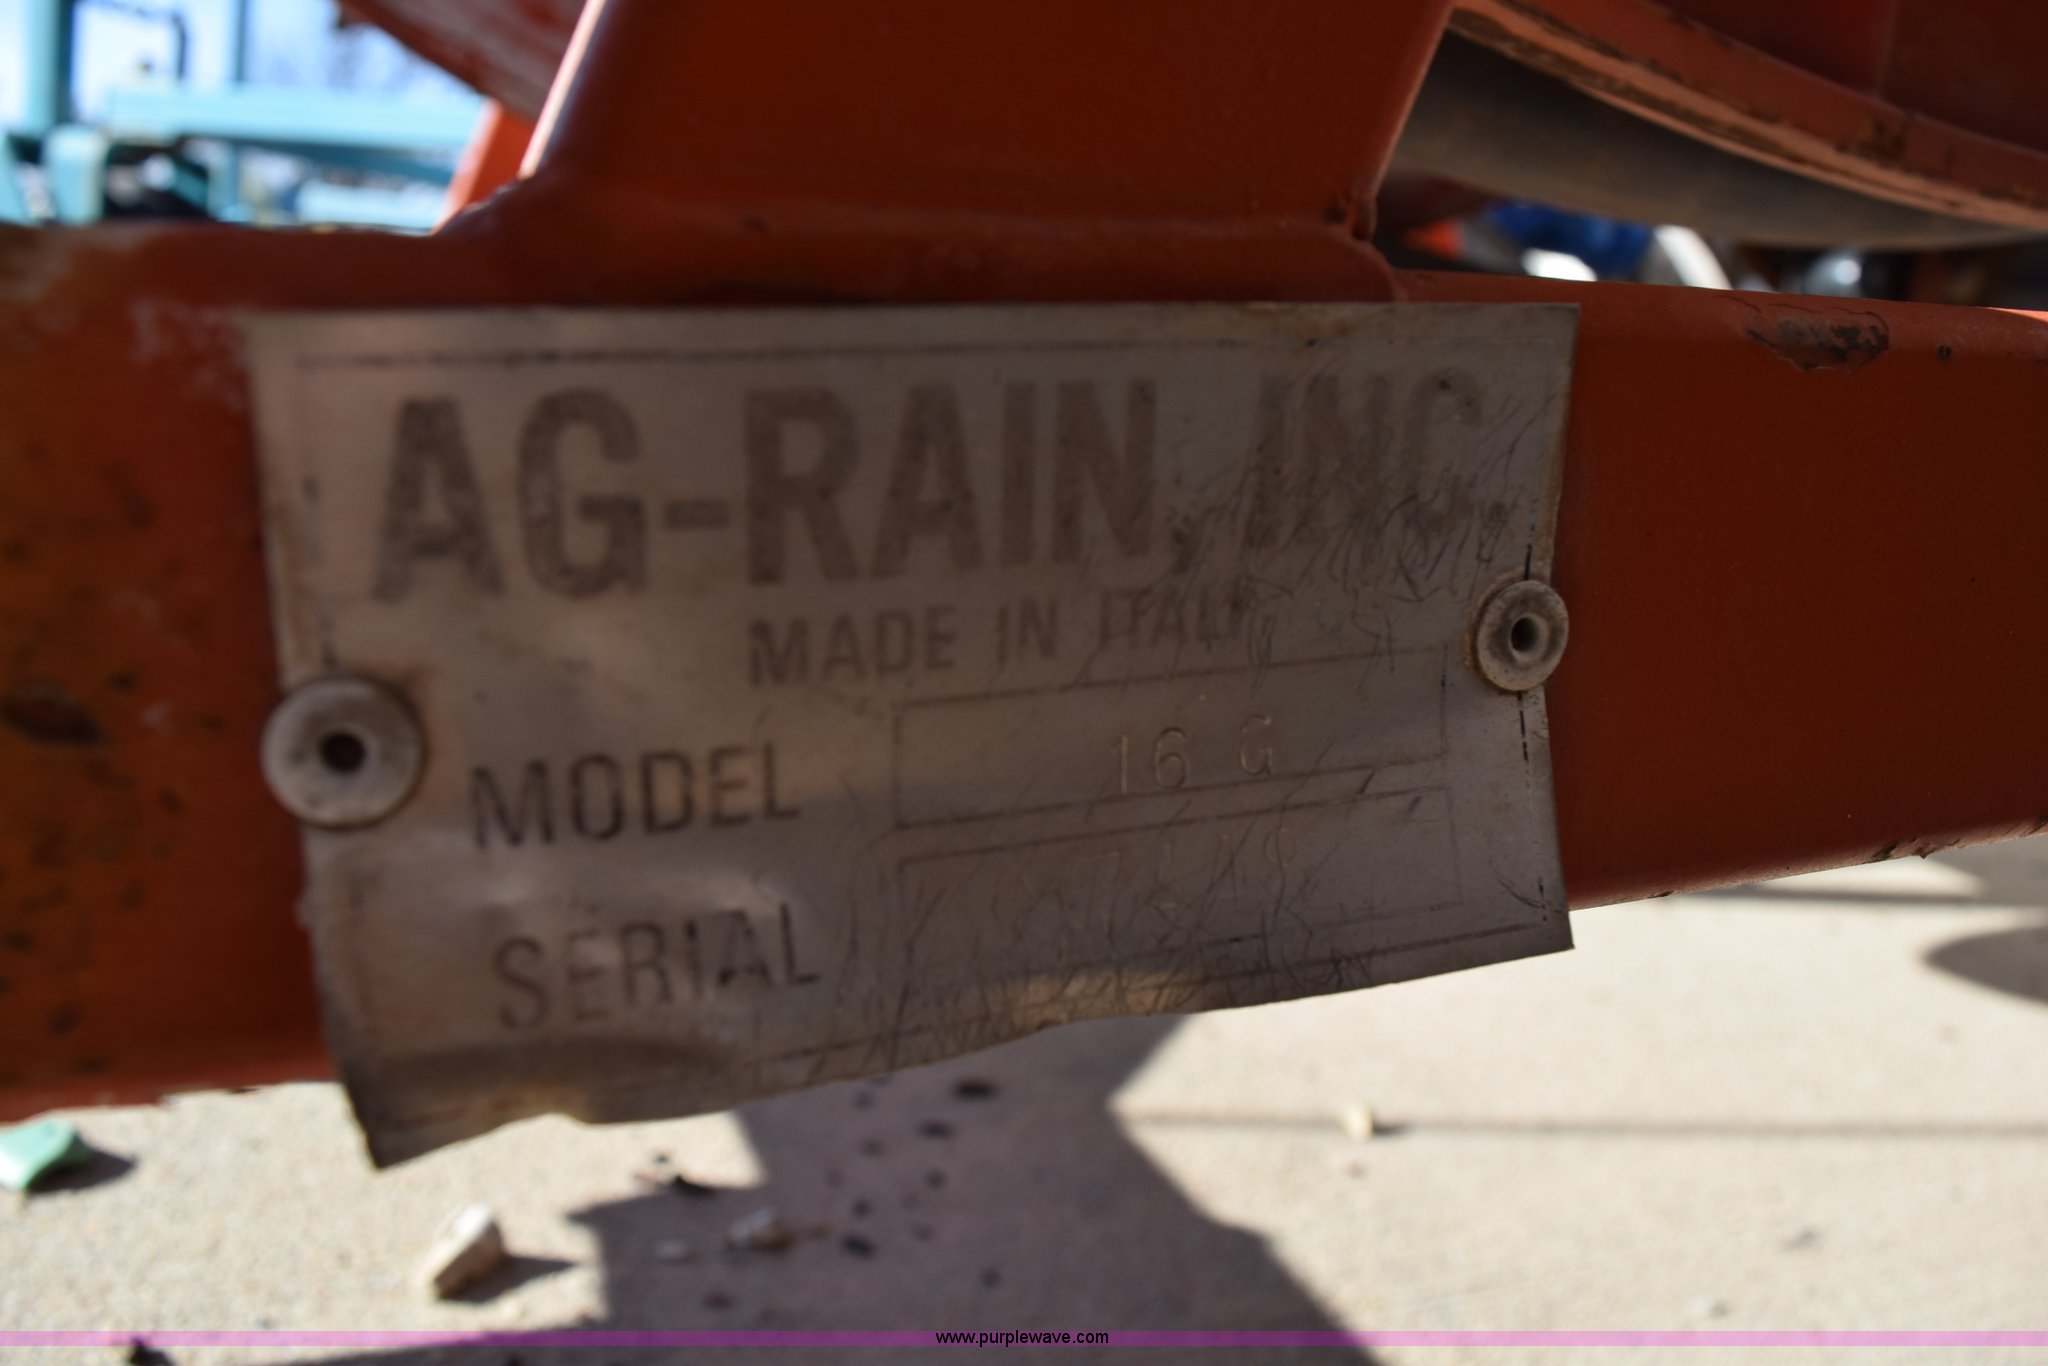 AG-RAIN, INC.
MADE IN ITALY
MODEL 16 G
SERIAL
www.purplewave.com